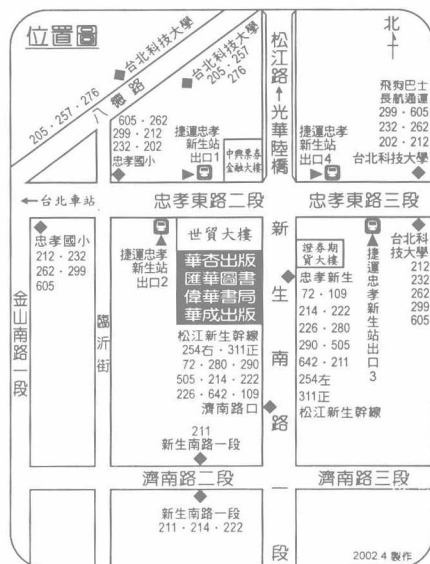 位置圖
台北科技大學
205・257・276
八德路
台北科技大學
205・257
276
松江路←光華陸橋
北
飛狗巴士
長航通運
299・605
232・262
202・212
台北科技大學
605・262
299・212
232・202
忠孝國小
捷運忠孝
新生站
出口1
中興票券
金融大樓
捷運忠孝
新生站
出口4
←台北車站
忠孝東路二段
忠孝東路三段
忠孝國小
212・232
262・299
605
金山南路一段
臨沂街
捷運忠孝
新生站
出口2
世貿大樓
華杏出版
匯華圖書
偉華書局
華成出版
松江新生幹線
254右・311正
72・280・290
505・214・222
226・642・109
濟南路口
211
新生南路一段
新生南路一段
證券期
貨大樓
忠孝新生
72・109
214・222
226・280
290・505
642・211
254左
311正
松江新生幹線
捷運忠孝新生站出口3
台北科
技大學
212
232
262
299
605
濟南路二段
濟南路三段
新生南路一段
211・214・222
2002.4 製作